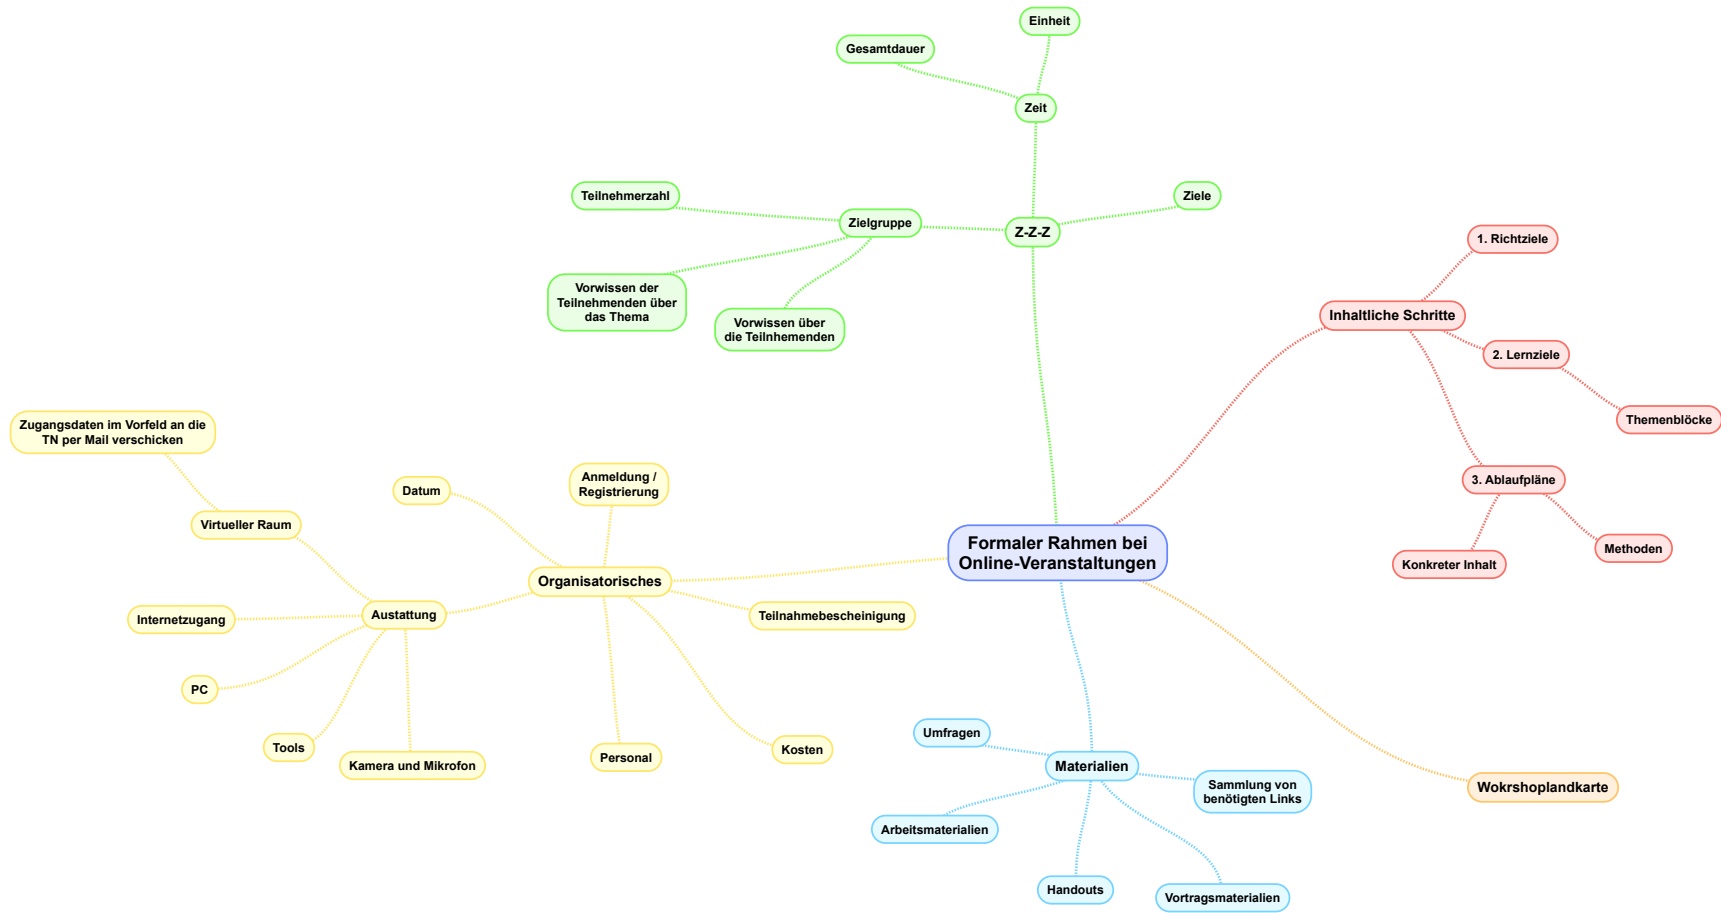 Einheit
Gesamtdauer
Zeit
Teilnehmerzahl
Ziele
Zielgruppe
Z-Z-Z
Vorwissen der
Teilnehmenden über
das Thema
Vorwissen über
die Teilnhemenden
1. Richtziele
Inhaltliche Schritte
2. Lernziele
Themenblöcke
3. Ablaufpläne
Methoden
Konkreter Inhalt
Zugangsdaten im Vorfeld an die
TN per Mail verschicken
Datum
Anmeldung /
Registrierung
Virtueller Raum
Formaler Rahmen bei
Online-Veranstaltungen
Organisatorisches
Austattung
Internetzugang
Teilnahmebescheinigung
PC
Tools
Kamera und Mikrofon
Personal
Kosten
Umfragen
Materialien
Sammlung von
benötigten Links
Wokrshoplandkarte
Arbeitsmaterialien
Handouts
Vortragsmaterialien